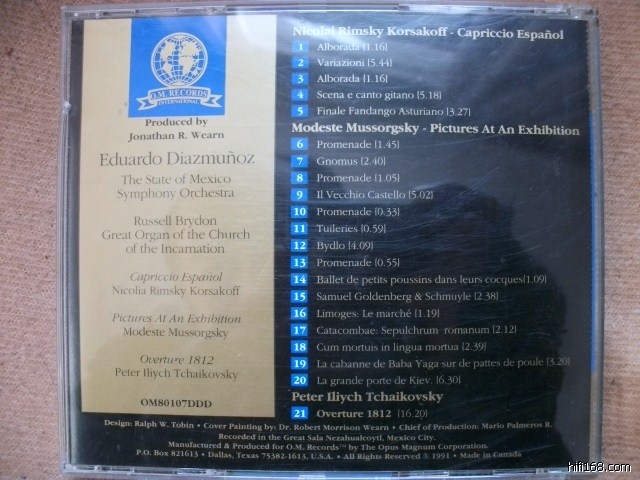 O.M. RECORDS
INTERNATIONAL
Produced by
Jonathan R. Wearn
Eduardo Diazmuñoz
The State of Mexico
Symphony Orchestra
Russell Brydon
Great Organ of the Church
of the Incarnation
Capriccio Español
Nicolia Rimsky Korsakoff
Pictures At An Exhibition
Modeste Mussorgsky
Overture 1812
Peter Iliych Tchaikovsky
OM80107DDD
Nicolai Rimsky Korsakoff - Capriccio Español
1 Alborada [1.16]
2 Variazioni [5.44]
3 Alborada [1.16]
4 Scena e canto gitano [5.18]
5 Finale Fandango Asturiano [3.27]
Modeste Mussorgsky - Pictures At An Exhibition
6 Promenade [1.45]
7 Gnomus [2.40]
8 Promenade [1.05]
9 Il Vecchio Castello [5.02]
10 Promenade [0.33]
11 Tuileries [0.59]
12 Bydlo [4.09]
13 Promenade [0.55]
14 Ballet de petits poussins dans leurs cocques[1.09]
15 Samuel Goldenberg & Schmuyle [2.38]
16 Limoges: Le marché [1.19]
17 Catacombae: Sepulchrum romanum [2.12]
18 Cum mortuis in lingua mortua [2.39]
19 La cabanne de Baba Yaga sur de pattes de poule [3.20]
20 La grande porte de Kiev. [6.30]
Peter Iliych Tchaikovsky
21 Overture 1812 [16.20]
Design: Ralph W. Tobin • Cover Painting by: Dr. Robert Morrison Wearn • Chief of Production: Mario Palmeros R.
Recorded in the Great Sala Nezahualcoytl, Mexico City.
Manufactured & Produced for O.M. Records™ by The Opus Magnum Corporation.
P.O. Box 821613 • Dallas, Texas 75382-1613, U.S.A. • All Rights Reserved © 1991 • Made in Canada
hifi168.com